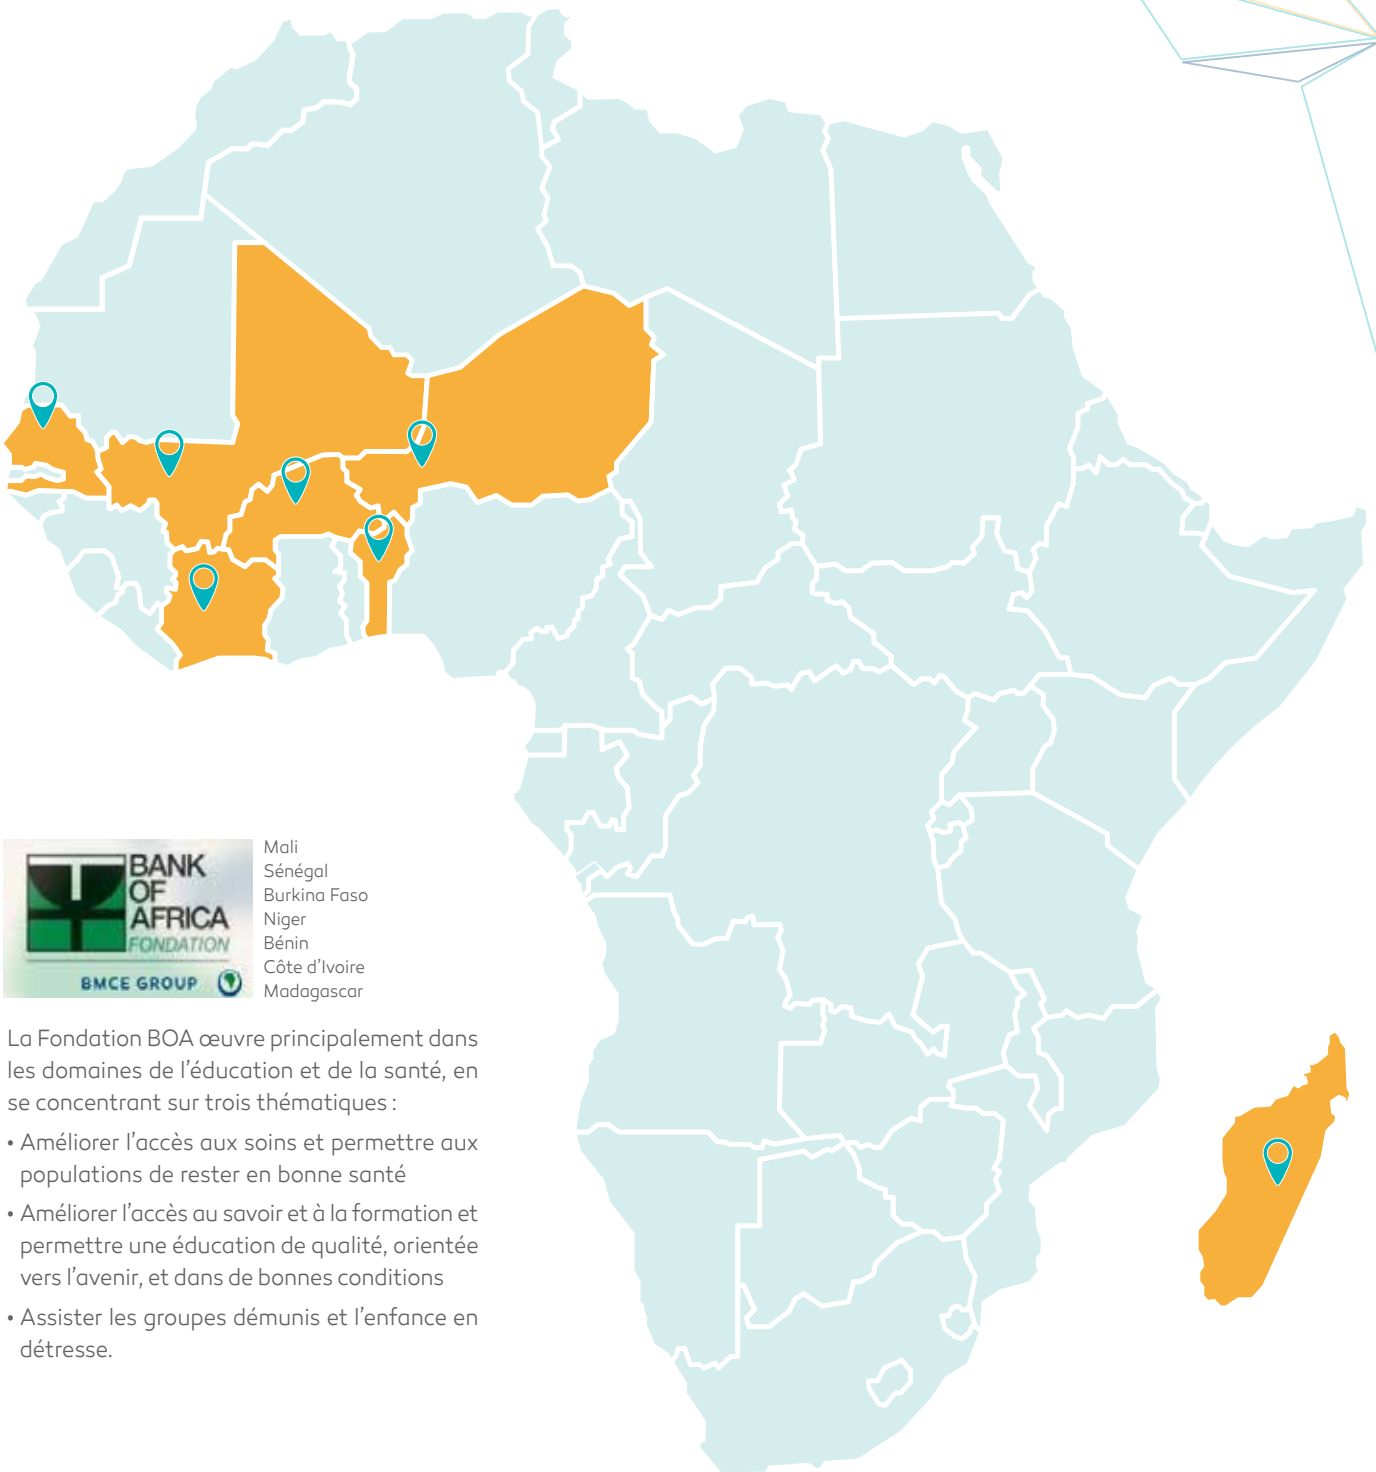 BANK
OF
AFRICA
FONDATION
BMCE GROUP
Mali
Sénégal
Burkina Faso
Niger
Bénin
Côte d’Ivoire
Madagascar
La Fondation BOA œuvre principalement dans
les domaines de l’éducation et de la santé, en
se concentrant sur trois thématiques :
• Améliorer l’accès aux soins et permettre aux
populations de rester en bonne santé
• Améliorer l’accès au savoir et à la formation et
permettre une éducation de qualité, orientée
vers l’avenir, et dans de bonnes conditions
• Assister les groupes démunis et l’enfance en
détresse.